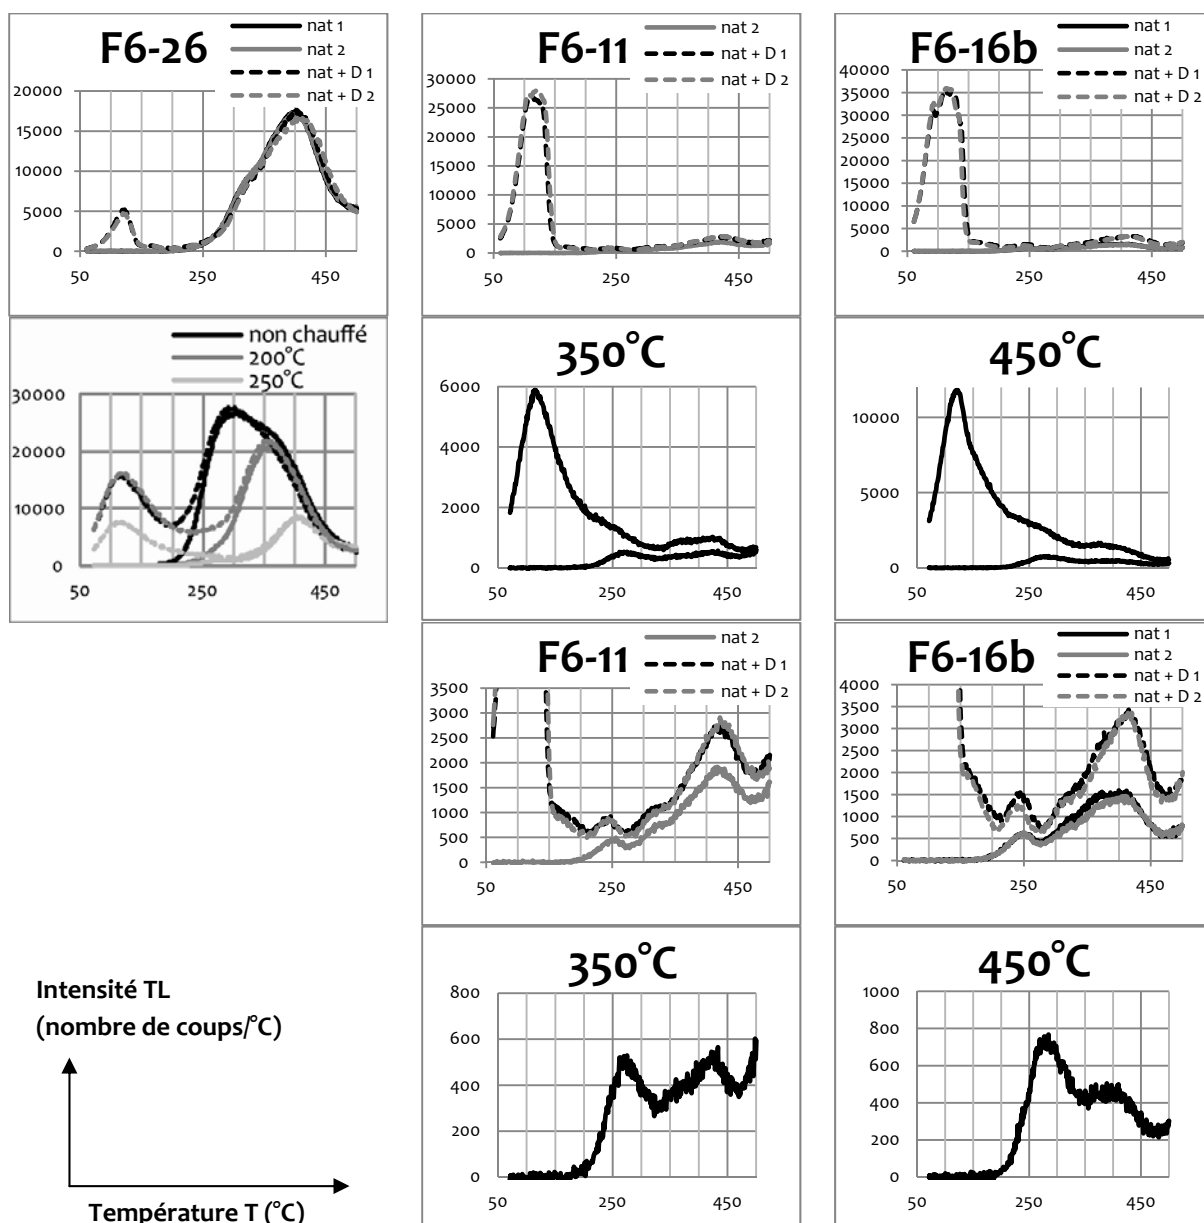 F6-26
nat 1
nat 2
nat + D 1
nat + D 2
20000
15000
10000
5000
0
50 250 450
F6-11
nat 2
nat + D 1
nat + D 2
30000
25000
20000
15000
10000
5000
0
50 250 450
F6-16b
nat 1
nat 2
nat + D 1
nat + D 2
40000
35000
30000
25000
20000
15000
10000
5000
0
50 250 450
non chauffé
200°C
250°C
30000
20000
10000
0
50 250 450
350°C
6000
4000
2000
0
50 250 450
450°C
10000
5000
0
50 250 450
F6-11
nat 2
nat + D 1
nat + D 2
3500
3000
2500
2000
1500
1000
500
0
50 250 450
F6-16b
nat 1
nat 2
nat + D 1
nat + D 2
4000
3500
3000
2500
2000
1500
1000
500
0
50 250 450
Intensité TL
(nombre de coups/°C)
Température T (°C)
350°C
800
600
400
200
0
50 250 450
450°C
1000
800
600
400
200
0
50 250 450